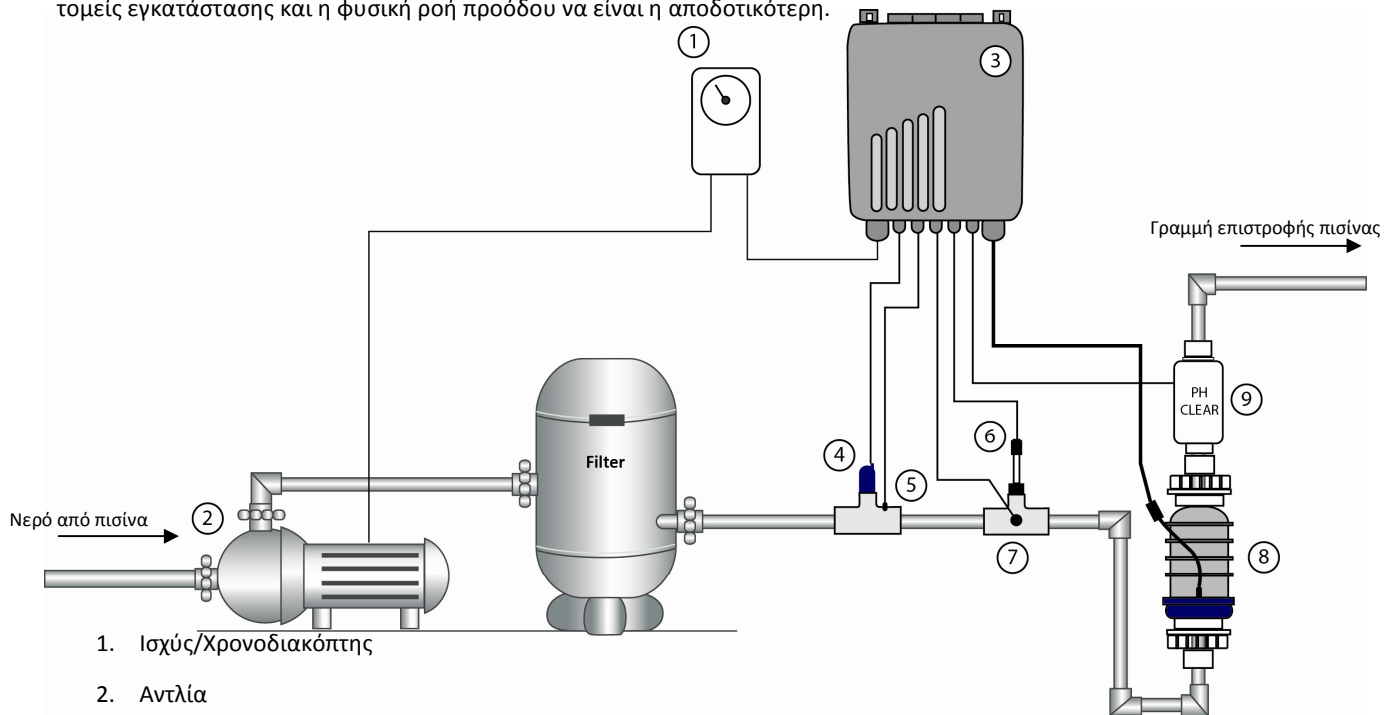 τομείς εγκατάστασης και η φυσική ροή προόδου να είναι η αποδοτικότερη.
1
3
Γραμμή επιστροφής πισίνας
PH
CLEAR
9
6
4
Filter
5
2
Νερό από πισίνα
7
8
1. Ισχύς/Χρονοδιακόπτης
2. Αντλία